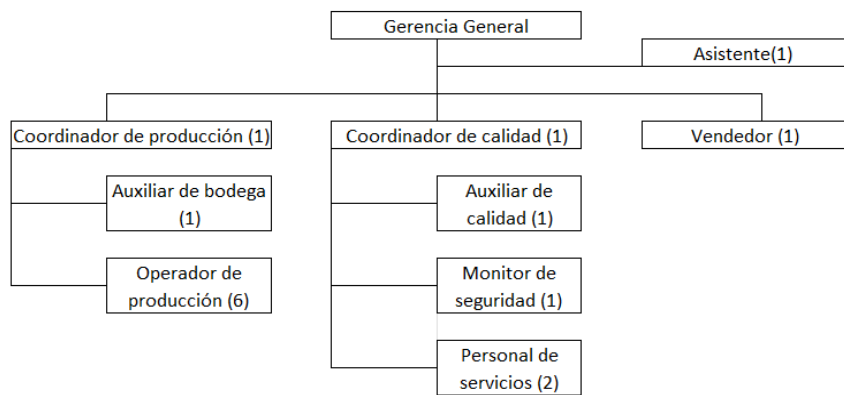 Gerencia General
Asistente(1)
Coordinador de producción (1)
Coordinador de calidad (1)
Vendedor (1)
Auxiliar de bodega
(1)
Auxiliar de
calidad (1)
Operador de
producción (6)
Monitor de
seguridad (1)
Personal de
servicios (2)